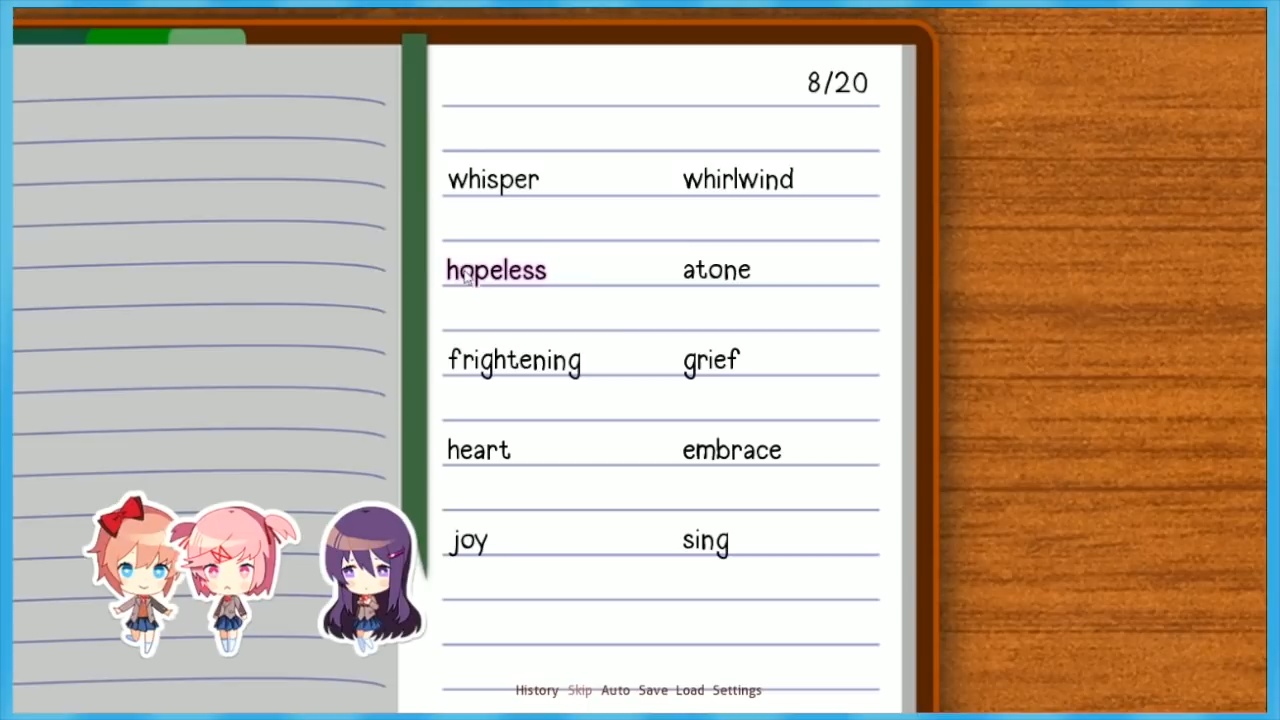 8/20
whisper whirlwind
hopeless atone
frightening grief
heart embrace
joy sing
History Skip Auto Save Load Settings